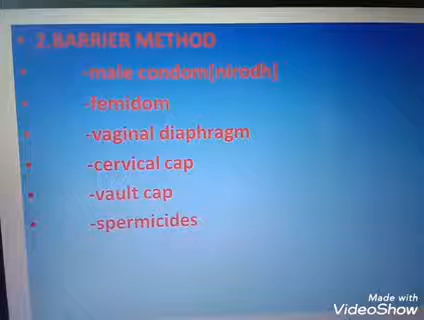 • 2.BARRIER METHOD
• -male condom[nirodh]
• -femidom
• -vaginal diaphragm
• -cervical cap
• -vault cap
• -spermicides
Made with
VideoShow